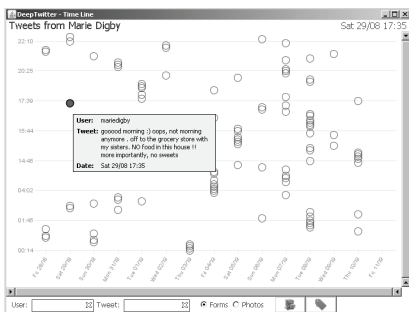 DeepTwitter - Time Line
Tweets from Marie Digby
Sat 29/08 17:35
22:10
20:25
17:39
User: mariedigby
Tweet: gooood morning :) oops, not morning
anymore . off to the grocery store with
my sisters. NO food in this house !!
more importantly, no sweets
Date: Sat 29/08 17:35
15:44
14:48
04:02
01:46
00:14
User:
Tweet:
Forms
Photos